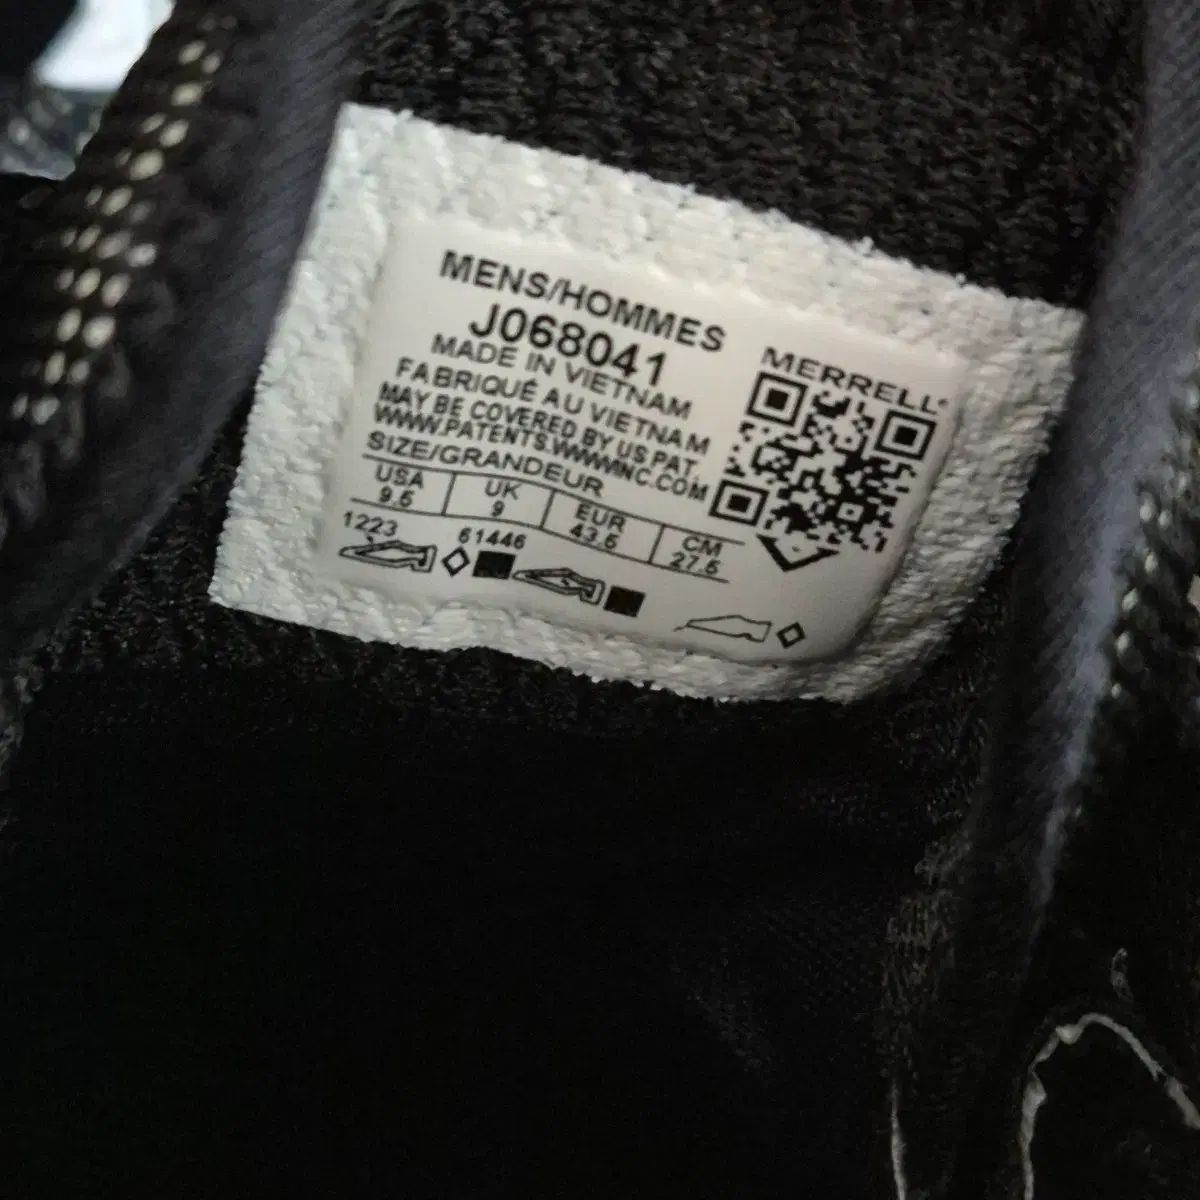 MENS/HOMMES
J068041
MADE IN VIETNAM
FABRIQUÉ AU VIETNAM
MAY BE COVERED BY US PAT.
WWW.PATENTS.WWWINC.COM
SIZE/GRANDEUR
USA UK EUR CM
9.5 9 43.5 27.5
1223 61446
MERRELL